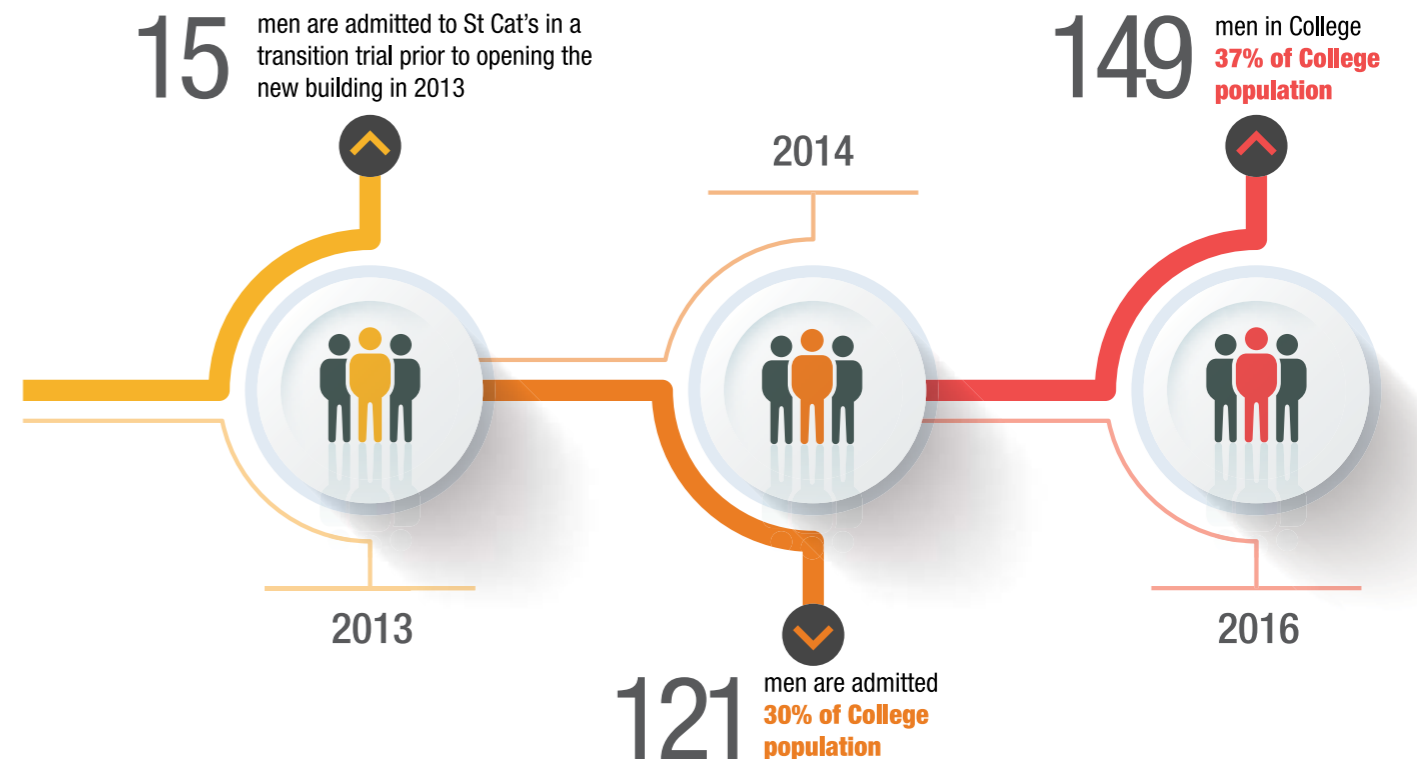 15
men are admitted to St Cat's in a
transition trial prior to opening the
new building in 2013
2013
2014
121
men are admitted
30% of College
population
149
men in College
37% of College
population
2016